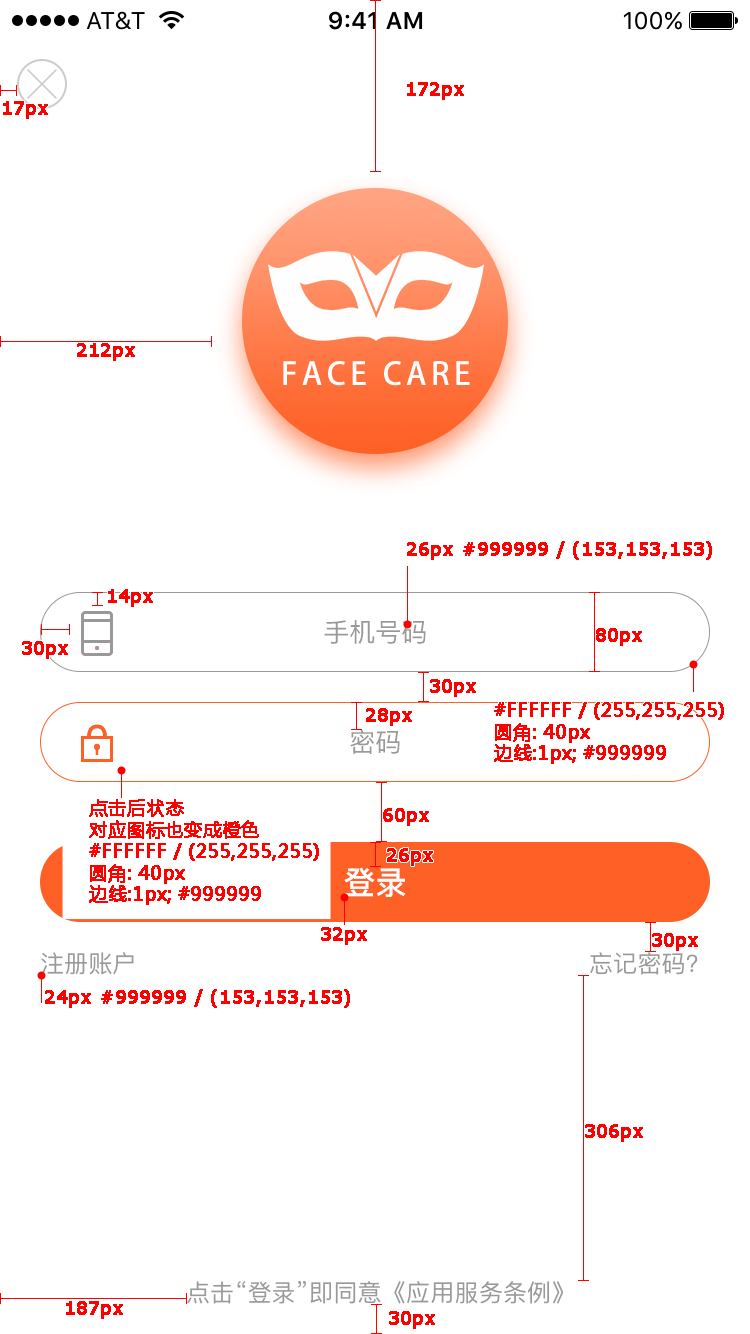 AT&T 9:41 AM 100%
172px
17px
212px
FACE CARE
26px #999999 / (153,153,153)
14px
手机号码
80px
30px
30px
28px
#FFFFFF / (255,255,255)
圆角: 40px
边线:1px; #999999
密码
点击后状态
对应图标也变成橙色
#FFFFFF / (255,255,255)
圆角: 40px
边线:1px; #999999
60px
26px
登录
32px
30px
注册账户
忘记密码?
24px #999999 / (153,153,153)
306px
点击“登录”即同意《应用服务条例》
187px
30px